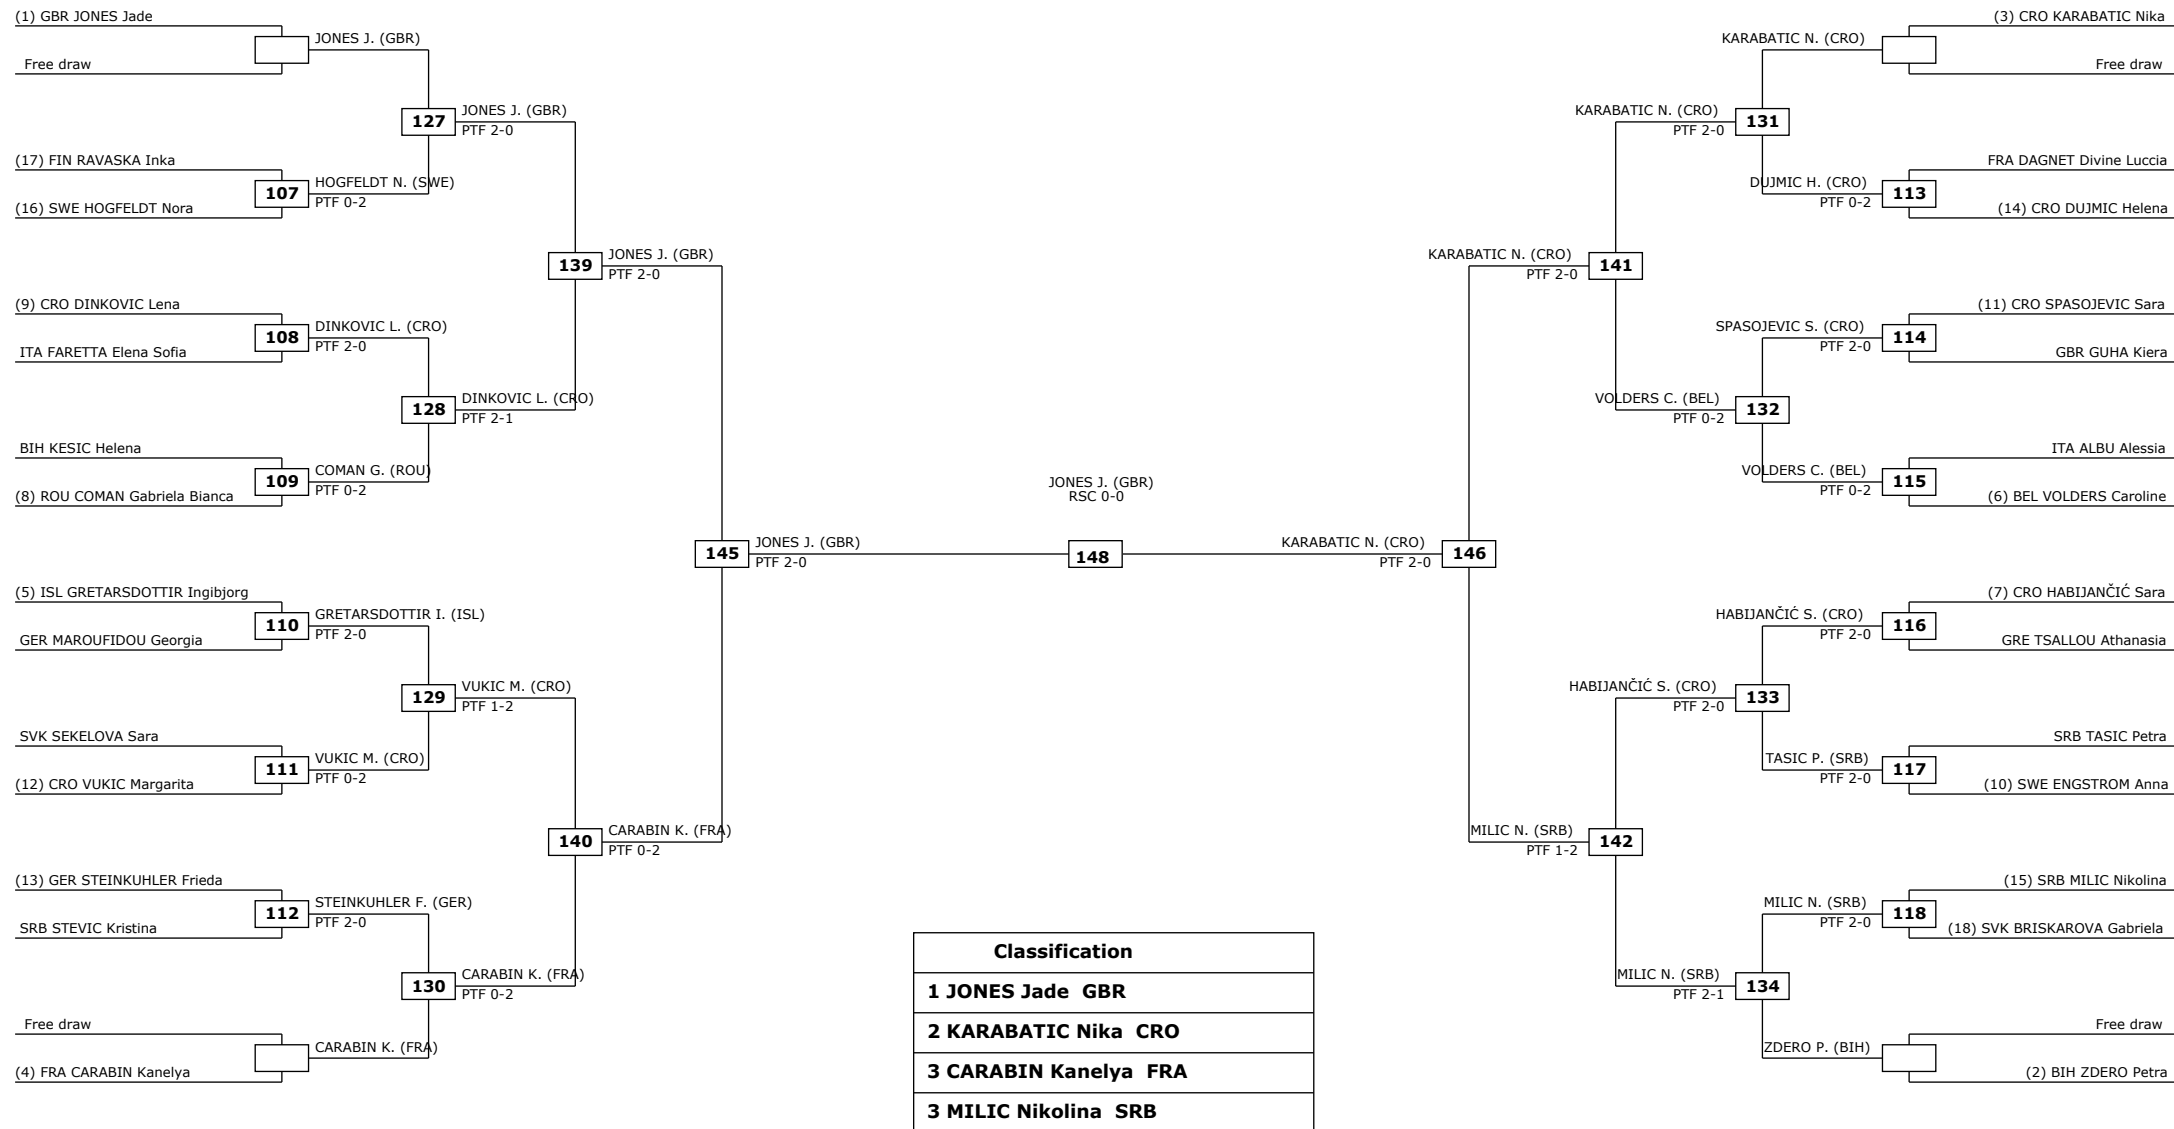 (1) GBR JONES Jade
JONES J. (GBR)
Free draw
127
JONES J. (GBR)
PTF 2-0
(17) FIN RAVASKA Inka
107
HOGFELDT N. (SWE)
PTF 0-2
(16) SWE HOGFELDT Nora
139
JONES J. (GBR)
PTF 2-0
(9) CRO DINKOVIC Lena
108
DINKOVIC L. (CRO)
PTF 2-0
ITA FARETTA Elena Sofia
128
DINKOVIC L. (CRO)
PTF 2-1
BIH KESIC Helena
109
COMAN G. (ROU)
PTF 0-2
(8) ROU COMAN Gabriela Bianca
145
JONES J. (GBR)
PTF 2-0
(5) ISL GRETARSDOTTIR Ingibjorg
110
GRETARSDOTTIR I. (ISL)
PTF 2-0
GER MAROUFIDOU Georgia
129
VUKIC M. (CRO)
PTF 1-2
SVK SEKELOVA Sara
111
VUKIC M. (CRO)
PTF 0-2
(12) CRO VUKIC Margarita
140
CARABIN K. (FRA)
PTF 0-2
(13) GER STEINKUHLER Frieda
112
STEINKUHLER F. (GER)
PTF 2-0
SRB STEVIC Kristina
130
CARABIN K. (FRA)
PTF 0-2
Free draw
CARABIN K. (FRA)
(4) FRA CARABIN Kanelya
JONES J. (GBR)
RSC 0-0
148
(3) CRO KARABATIC Nika
KARABATIC N. (CRO)
Free draw
KARABATIC N. (CRO)
PTF 2-0
131
FRA DAGNET Divine Luccia
DUJMIC H. (CRO)
PTF 0-2
113
(14) CRO DUJMIC Helena
KARABATIC N. (CRO)
PTF 2-0
141
(11) CRO SPASOJEVIC Sara
SPASOJEVIC S. (CRO)
PTF 2-0
114
GBR GUHA Kiera
VOLDERS C. (BEL)
PTF 0-2
132
ITA ALBU Alessia
VOLDERS C. (BEL)
PTF 0-2
115
(6) BEL VOLDERS Caroline
KARABATIC N. (CRO)
PTF 2-0
146
(7) CRO HABIJANČIĆ Sara
HABIJANČIĆ S. (CRO)
PTF 2-0
116
GRE TSALLOU Athanasia
HABIJANČIĆ S. (CRO)
PTF 2-0
133
SRB TASIC Petra
TASIC P. (SRB)
PTF 2-0
117
(10) SWE ENGSTROM Anna
MILIC N. (SRB)
PTF 1-2
142
(15) SRB MILIC Nikolina
MILIC N. (SRB)
PTF 2-0
118
(18) SVK BRISKAROVA Gabriela
MILIC N. (SRB)
PTF 2-1
134
Free draw
ZDERO P. (BIH)
(2) BIH ZDERO Petra
Classification
1 JONES Jade GBR
2 KARABATIC Nika CRO
3 CARABIN Kanelya FRA
3 MILIC Nikolina SRB